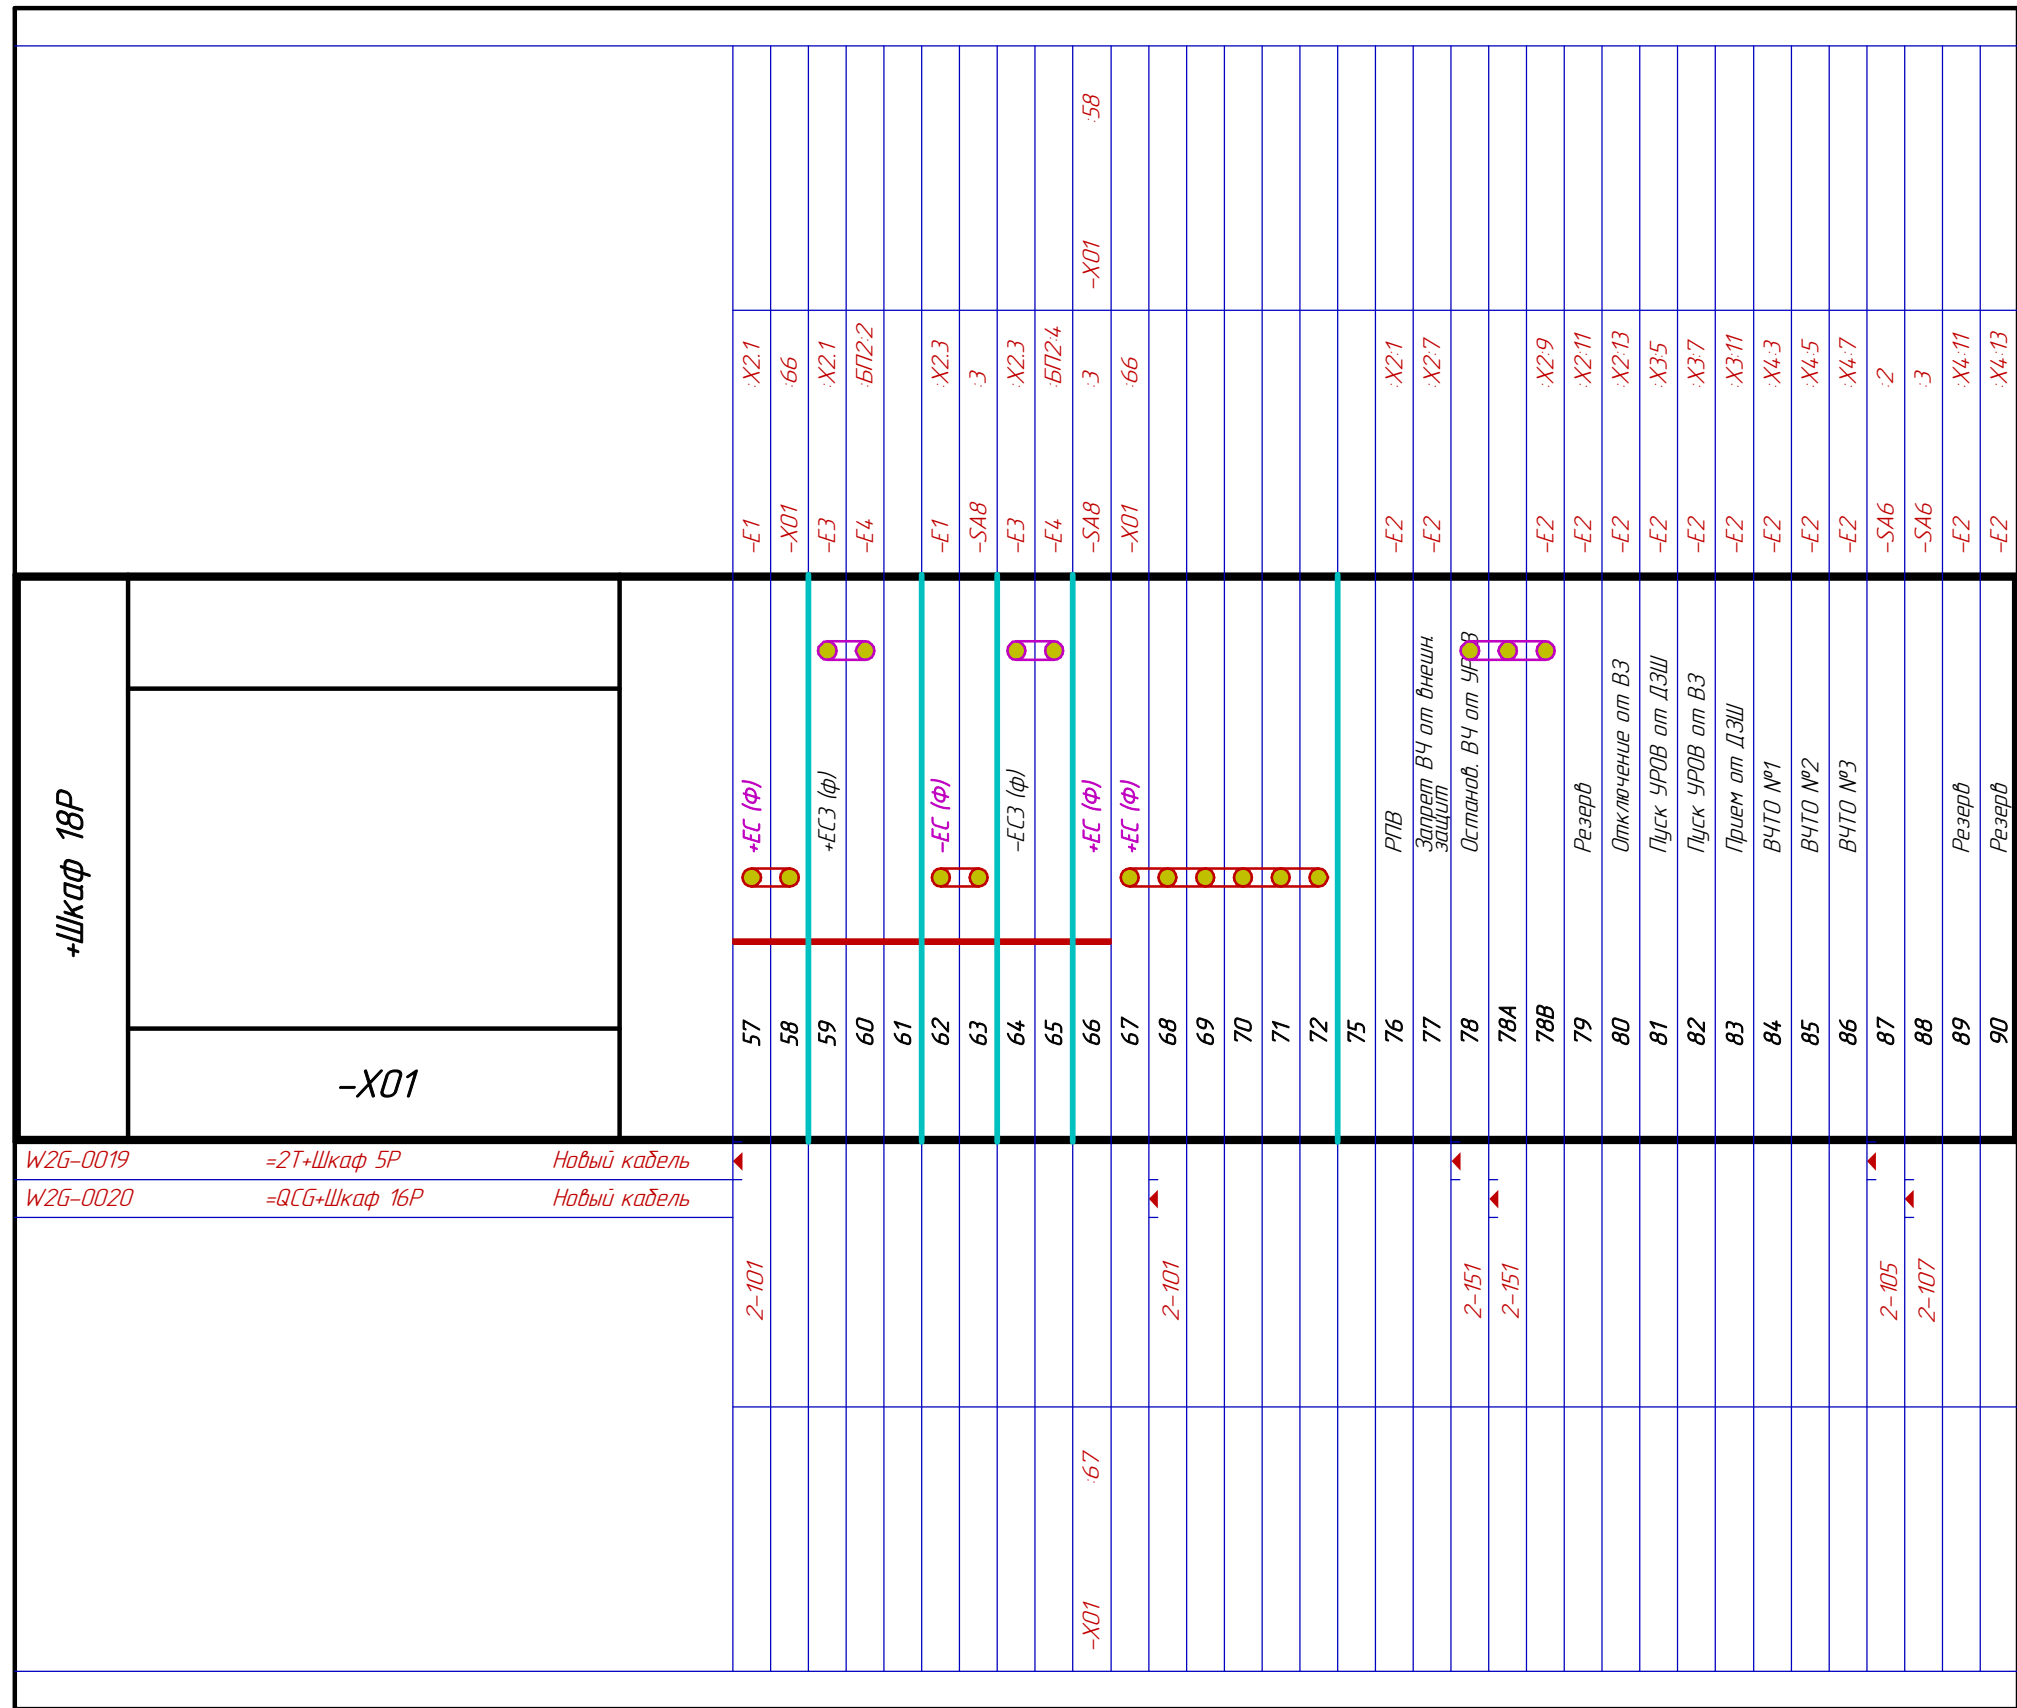 :58
-X01
:X2.1
:66
:X2.1
:БП2:2
:X2.3
:3
:X2.3
:БП2:4
:3
:66
:X2:1
:X2:7
:X2:9
:X2:11
:X2:13
:X3:5
:X3:7
:X3:11
:X4:3
:X4:5
:X4:7
:2
:3
:X4:11
:X4:13
-E1
-X01
-E3
-E4
-E1
-SA8
-E3
-E4
-SA8
-X01
-E2
-E2
-E2
-E2
-E2
-E2
-E2
-E2
-E2
-E2
-E2
-SA6
-SA6
-E2
-E2
+Шкаф 18Р
-X01
+ЕС (Ф)
+ЕС3 (ф)
-ЕС (Ф)
-ЕС3 (ф)
+ЕС (Ф)
+ЕС (Ф)
РПВ
Запрет ВЧ от внешн.
защит
Останов. ВЧ от УРОВ
Резерв
Отключение от ВЗ
Пуск УРОВ от ДЗШ
Пуск УРОВ от ВЗ
Прием от ДЗШ
ВЧТО №1
ВЧТО №2
ВЧТО №3
Резерв
Резерв
57
58
59
60
61
62
63
64
65
66
67
68
69
70
71
72
75
76
77
78
78A
78B
79
80
81
82
83
84
85
86
87
88
89
90
W2G-0019 =2T+Шкаф 5Р Новый кабель
W2G-0020 =QCG+Шкаф 16Р Новый кабель
2-101
2-101
2-151
2-151
2-105
2-107
:67
-X01